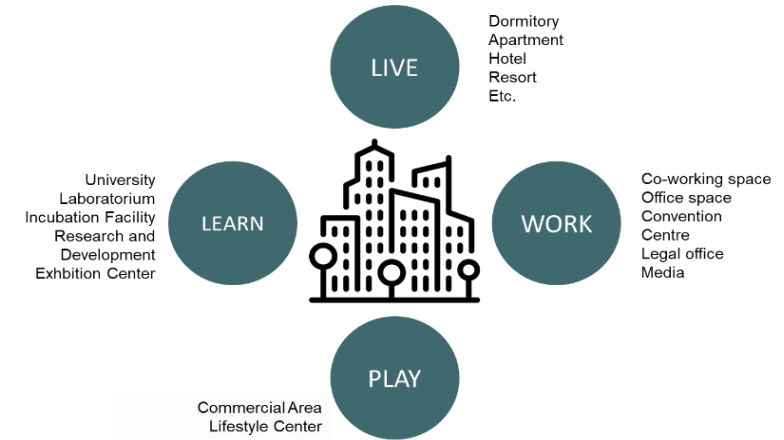 LIVE
Dormitory
Apartment
Hotel
Resort
Etc.
LEARN
University
Laboratorium
Incubation Facility
Research and
Development
Exhbition Center
WORK
Co-working space
Office space
Convention
Centre
Legal office
Media
PLAY
Commercial Area
Lifestyle Center